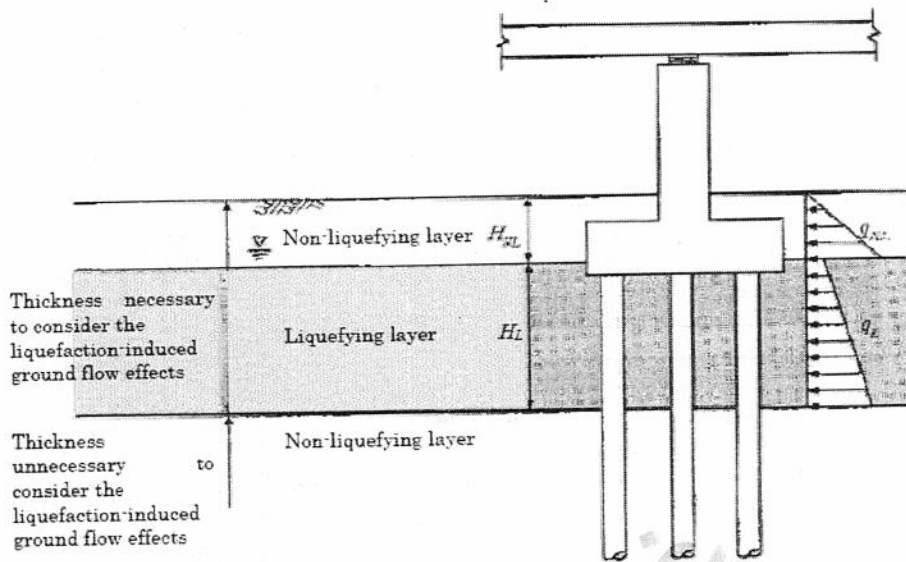 Non-liquefying layer
H_NL
q_NL
Thickness necessary
to consider the
liquefaction-induced
ground flow effects
Liquefying layer
H_L
q_L
Thickness
unnecessary to
consider the
liquefaction-induced
ground flow effects
Non-liquefying layer